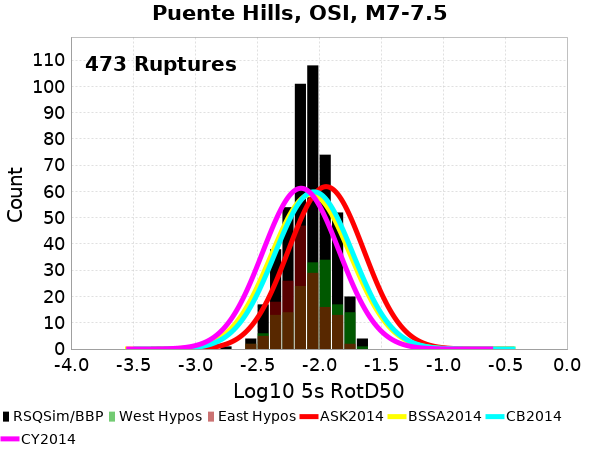 Puente Hills, OSI, M7-7.5
473 Ruptures
Count
110
100
90
80
70
60
50
40
30
20
10
0
-4.0 -3.5 -3.0 -2.5 -2.0 -1.5 -1.0 -0.5 0.0
Log10 5s RotD50
RSQSim/BBP West Hypos East Hypos ASK2014 BSSA2014 CB2014
CY2014